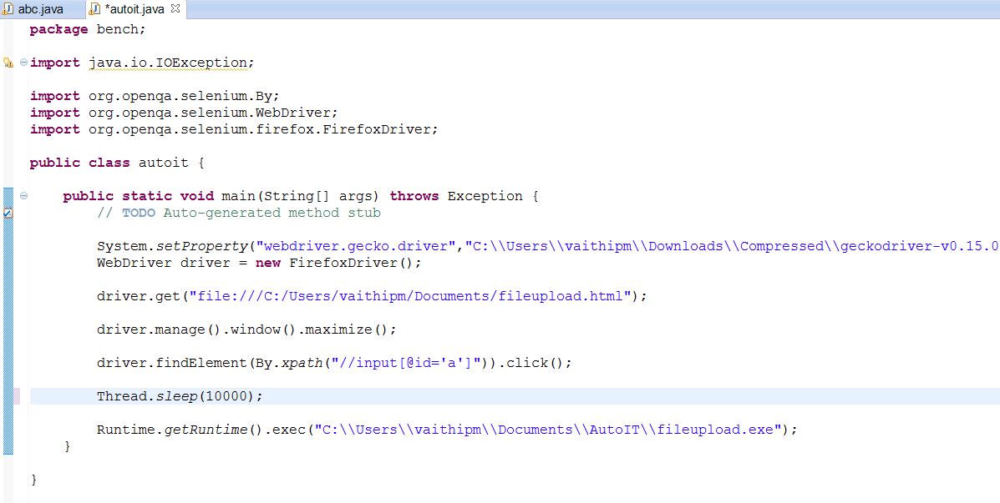 abc.java *autoit.java
package bench;
import java.io.IOException;
import org.openqa.selenium.By;
import org.openqa.selenium.WebDriver;
import org.openqa.selenium.firefox.FirefoxDriver;
public class autoit {
public static void main(String[] args) throws Exception {
// TODO Auto-generated method stub
System.setProperty("webdriver.gecko.driver","C:\\Users\\vaithipm\\Downloads\\Compressed\\geckodriver-v0.15.0
WebDriver driver = new FirefoxDriver();
driver.get("file:///C:/Users/vaithipm/Documents/fileupload.html");
driver.manage().window().maximize();
driver.findElement(By.xpath("//input[@id='a']")).click();
Thread.sleep(10000);
Runtime.getRuntime().exec("C:\\Users\\vaithipm\\Documents\\AutoIT\\fileupload.exe");
}
}